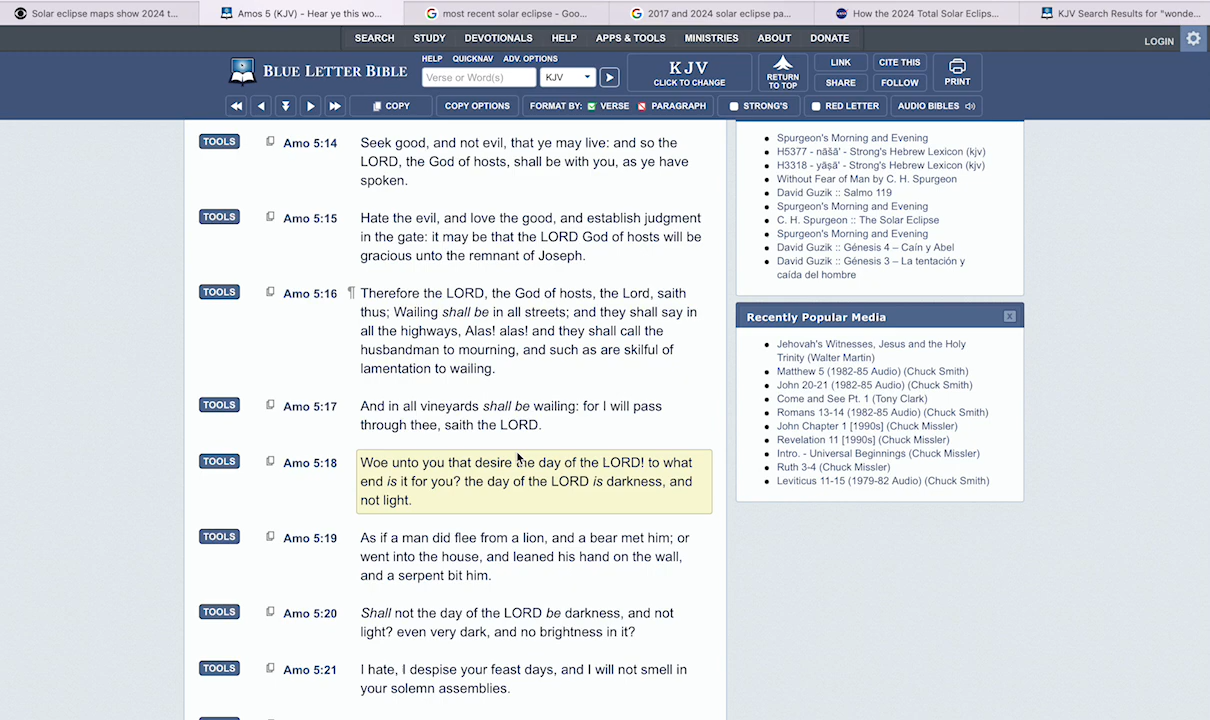 Solar eclipse maps show 2024 t...
Amos 5 (KJV) - Hear ye this wo...
most recent solar eclipse - Goo...
2017 and 2024 solar eclipse pa...
How the 2024 Total Solar Eclips...
KJV Search Results for "wonde...
SEARCH STUDY DEVOTIONALS HELP APPS & TOOLS MINISTRIES ABOUT DONATE
LOGIN
BLUE LETTER BIBLE
HELP QUICKNAV ADV. OPTIONS
Verse or Word(s)
KJV
KJV
CLICK TO CHANGE
RETURN
TO TOP
LINK
CITE THIS
SHARE
FOLLOW
PRINT
COPY
COPY OPTIONS
FORMAT BY: VERSE PARAGRAPH
STRONG'S
RED LETTER
AUDIO BIBLES
TOOLS Amo 5:14 Seek good, and not evil, that ye may live: and so the
LORD, the God of hosts, shall be with you, as ye have
spoken.
TOOLS Amo 5:15 Hate the evil, and love the good, and establish judgment
in the gate: it may be that the LORD God of hosts will be
gracious unto the remnant of Joseph.
TOOLS Amo 5:16 ¶ Therefore the LORD, the God of hosts, the Lord, saith
thus; Wailing shall be in all streets; and they shall say in
all the highways, Alas! alas! and they shall call the
husbandman to mourning, and such as are skilful of
lamentation to wailing.
TOOLS Amo 5:17 And in all vineyards shall be wailing: for I will pass
through thee, saith the LORD.
TOOLS Amo 5:18 Woe unto you that desire the day of the LORD! to what
end is it for you? the day of the LORD is darkness, and
not light.
TOOLS Amo 5:19 As if a man did flee from a lion, and a bear met him; or
went into the house, and leaned his hand on the wall,
and a serpent bit him.
TOOLS Amo 5:20 Shall not the day of the LORD be darkness, and not
light? even very dark, and no brightness in it?
TOOLS Amo 5:21 I hate, I despise your feast days, and I will not smell in
your solemn assemblies.
Spurgeon's Morning and Evening
H5377 - nāšā' - Strong's Hebrew Lexicon (kjv)
H3318 - yāṣā' - Strong's Hebrew Lexicon (kjv)
Without Fear of Man by C. H. Spurgeon
David Guzik :: Salmo 119
Spurgeon's Morning and Evening
C. H. Spurgeon :: The Solar Eclipse
Spurgeon's Morning and Evening
David Guzik :: Génesis 4 – Caín y Abel
David Guzik :: Génesis 3 – La tentación y
caída del hombre
Recently Popular Media X
Jehovah's Witnesses, Jesus and the Holy
Trinity (Walter Martin)
Matthew 5 (1982-85 Audio) (Chuck Smith)
John 20-21 (1982-85 Audio) (Chuck Smith)
Come and See Pt. 1 (Tony Clark)
Romans 13-14 (1982-85 Audio) (Chuck Smith)
John Chapter 1 [1990s] (Chuck Missler)
Revelation 11 [1990s] (Chuck Missler)
Intro. - Universal Beginnings (Chuck Missler)
Ruth 3-4 (Chuck Missler)
Leviticus 11-15 (1979-82 Audio) (Chuck Smith)